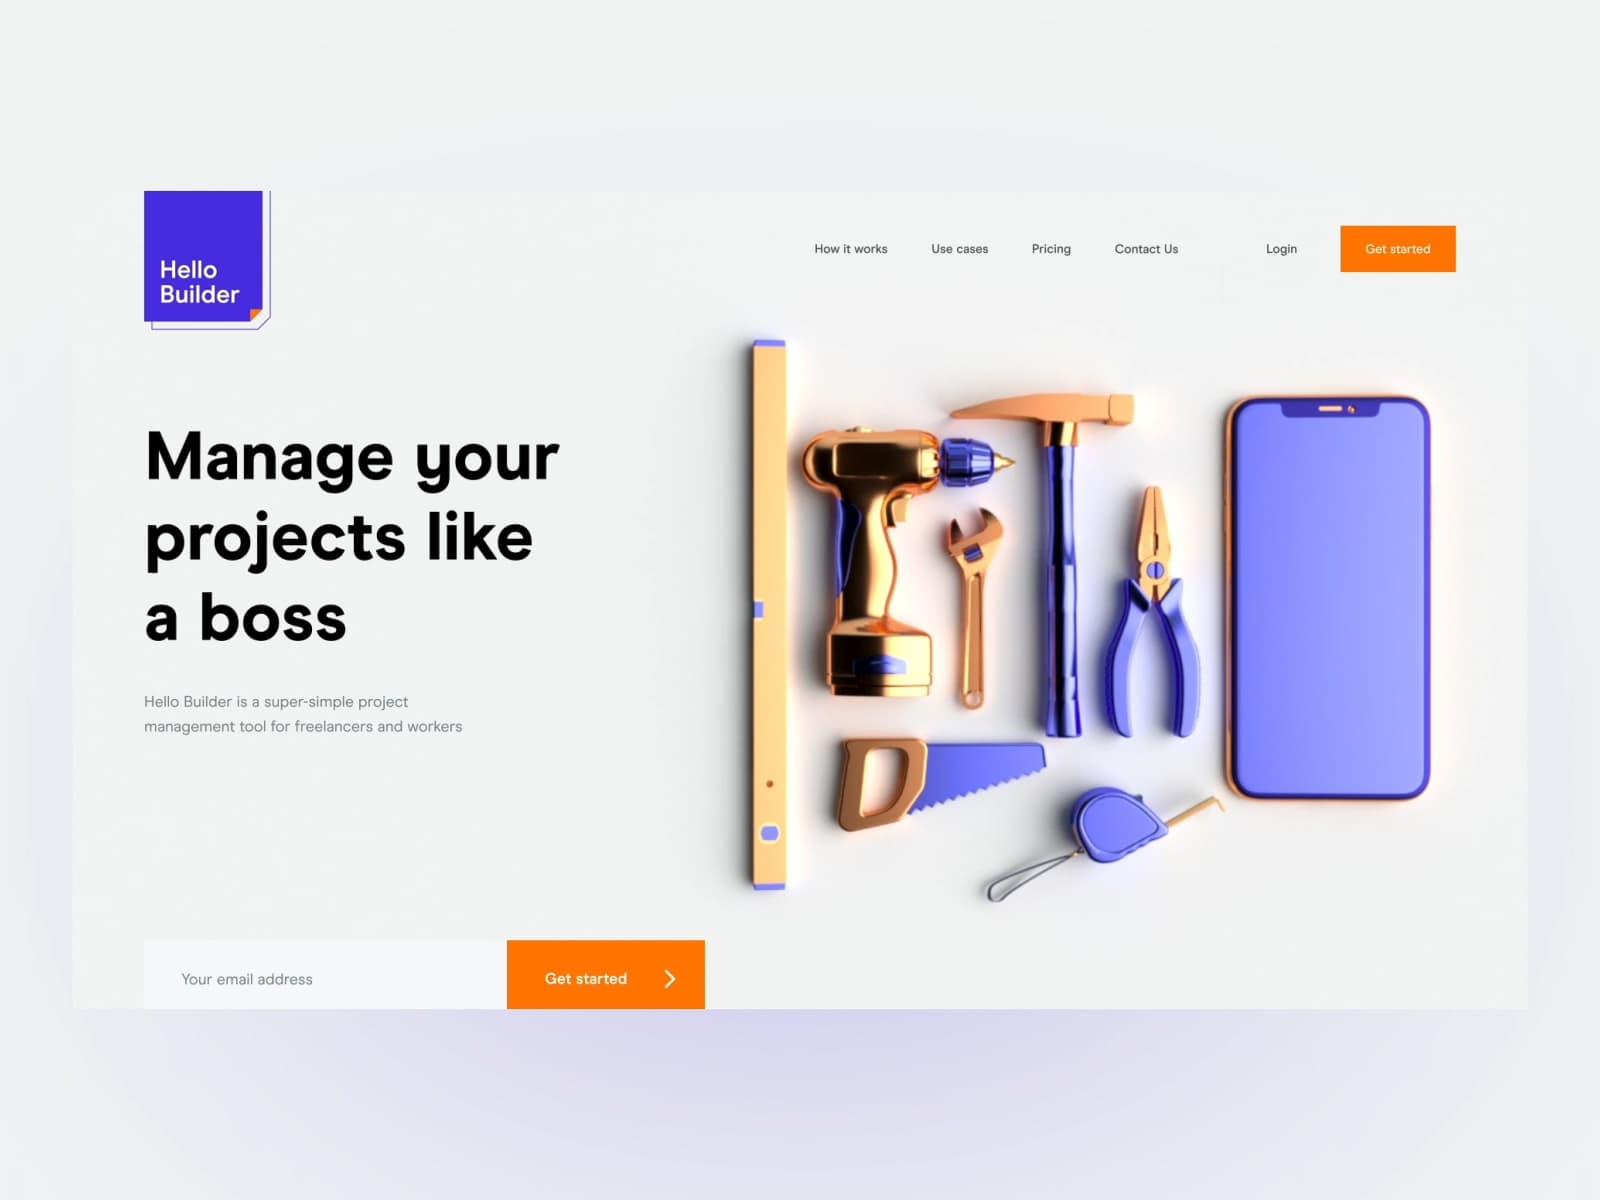 Hello
Builder
How it works
Use cases
Pricing
Contact Us
Login
Get started
Manage your
projects like
a boss
Hello Builder is a super-simple project
management tool for freelancers and workers
Your email address
Get started